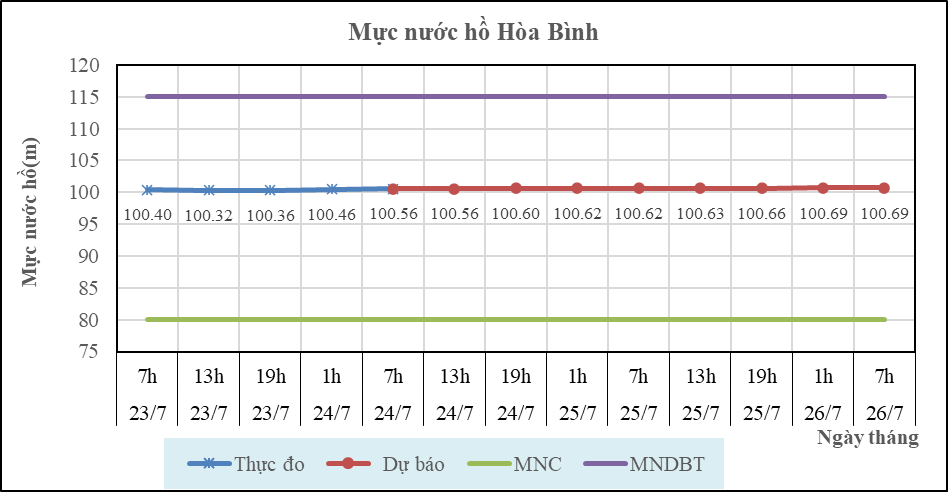 Mực nước hồ Hòa Bình
Mực nước hồ(m)
120
115
110
105
100
95
90
85
80
75
100.40 100.32 100.36 100.46 100.56 100.56 100.60 100.62 100.62 100.63 100.66 100.69 100.69
7h 13h 19h 1h 7h 13h 19h 1h 7h 13h 19h 1h 7h
23/7 23/7 23/7 24/7 24/7 24/7 24/7 25/7 25/7 25/7 25/7 26/7 26/7
Ngày tháng
Thực đo Dự báo MNC MNDBT